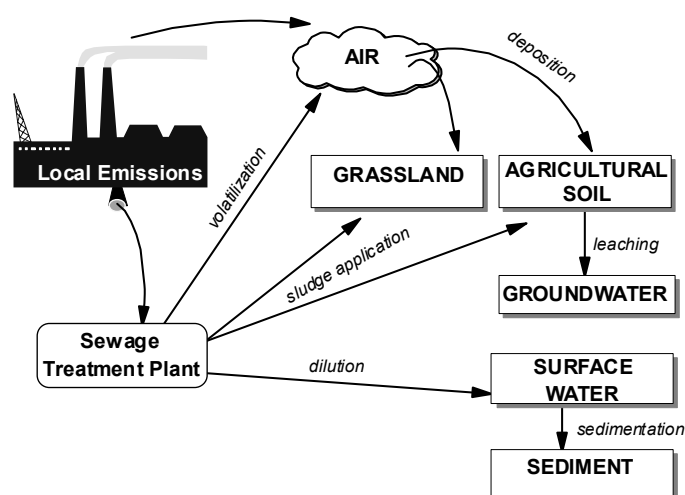 AIR
deposition
Local Emissions
volatilization
GRASSLAND
AGRICULTURAL
SOIL
sludge application
leaching
GROUNDWATER
Sewage
Treatment Plant
dilution
SURFACE
WATER
sedimentation
SEDIMENT